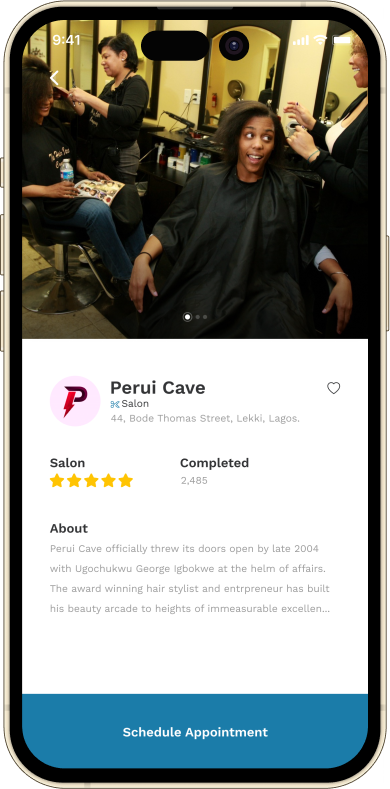 9:41
Perui Cave
Salon
44, Bode Thomas Street, Lekki, Lagos.
Salon
Completed
2,485
About
Perui Cave officially threw its doors open by late 2004
with Ugochukwu George Igbokwe at the helm of affairs.
The award winning hair stylist and entrpreneur has built
his beauty arcade to heights of immeasurable excellen...
Schedule Appointment